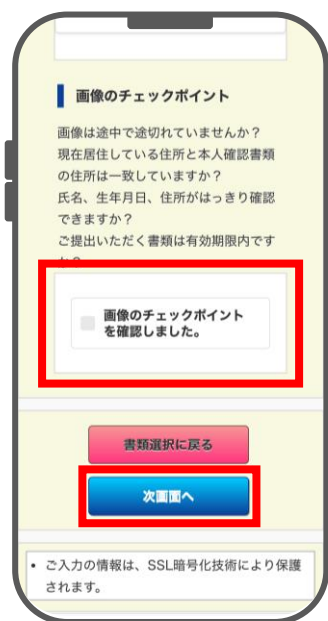 画像のチェックポイント
画像は途中で途切れていませんか？
現在居住している住所と本人確認書類
の住所は一致していますか？
氏名、生年月日、住所がはっきり確認
できますか？
ご提出いただく書類は有効期限内です
か？
画像のチェックポイント
を確認しました。
書類選択に戻る
次画面へ
• ご入力の情報は、SSL暗号化技術により保護
されます。